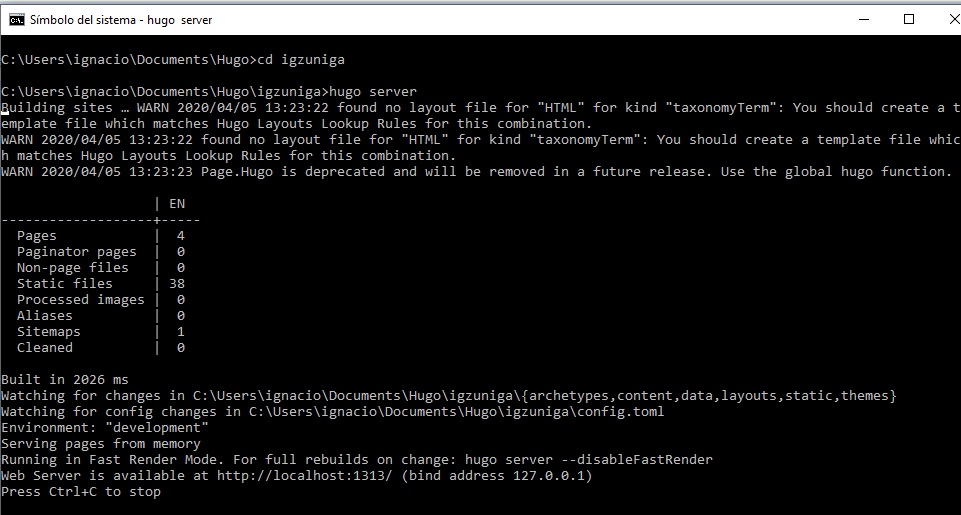 Símbolo del sistema - hugo server
C:\Users\ignacio\Documents\Hugo>cd igzuniga
C:\Users\ignacio\Documents\Hugo\igzuniga>hugo server
Building sites … WARN 2020/04/05 13:23:22 found no layout file for "HTML" for kind "taxonomyTerm": You should create a t
emplate file which matches Hugo Layouts Lookup Rules for this combination.
WARN 2020/04/05 13:23:22 found no layout file for "HTML" for kind "taxonomyTerm": You should create a template file whic
h matches Hugo Layouts Lookup Rules for this combination.
WARN 2020/04/05 13:23:23 Page.Hugo is deprecated and will be removed in a future release. Use the global hugo function.
                   | EN
-------------------+-----
  Pages            |  4
  Paginator pages  |  0
  Non-page files   |  0
  Static files     | 38
  Processed images |  0
  Aliases          |  0
  Sitemaps         |  1
  Cleaned          |  0
Built in 2026 ms
Watching for changes in C:\Users\ignacio\Documents\Hugo\igzuniga\{archetypes,content,data,layouts,static,themes}
Watching for config changes in C:\Users\ignacio\Documents\Hugo\igzuniga\config.toml
Environment: "development"
Serving pages from memory
Running in Fast Render Mode. For full rebuilds on change: hugo server --disableFastRender
Web Server is available at http://localhost:1313/ (bind address 127.0.0.1)
Press Ctrl+C to stop